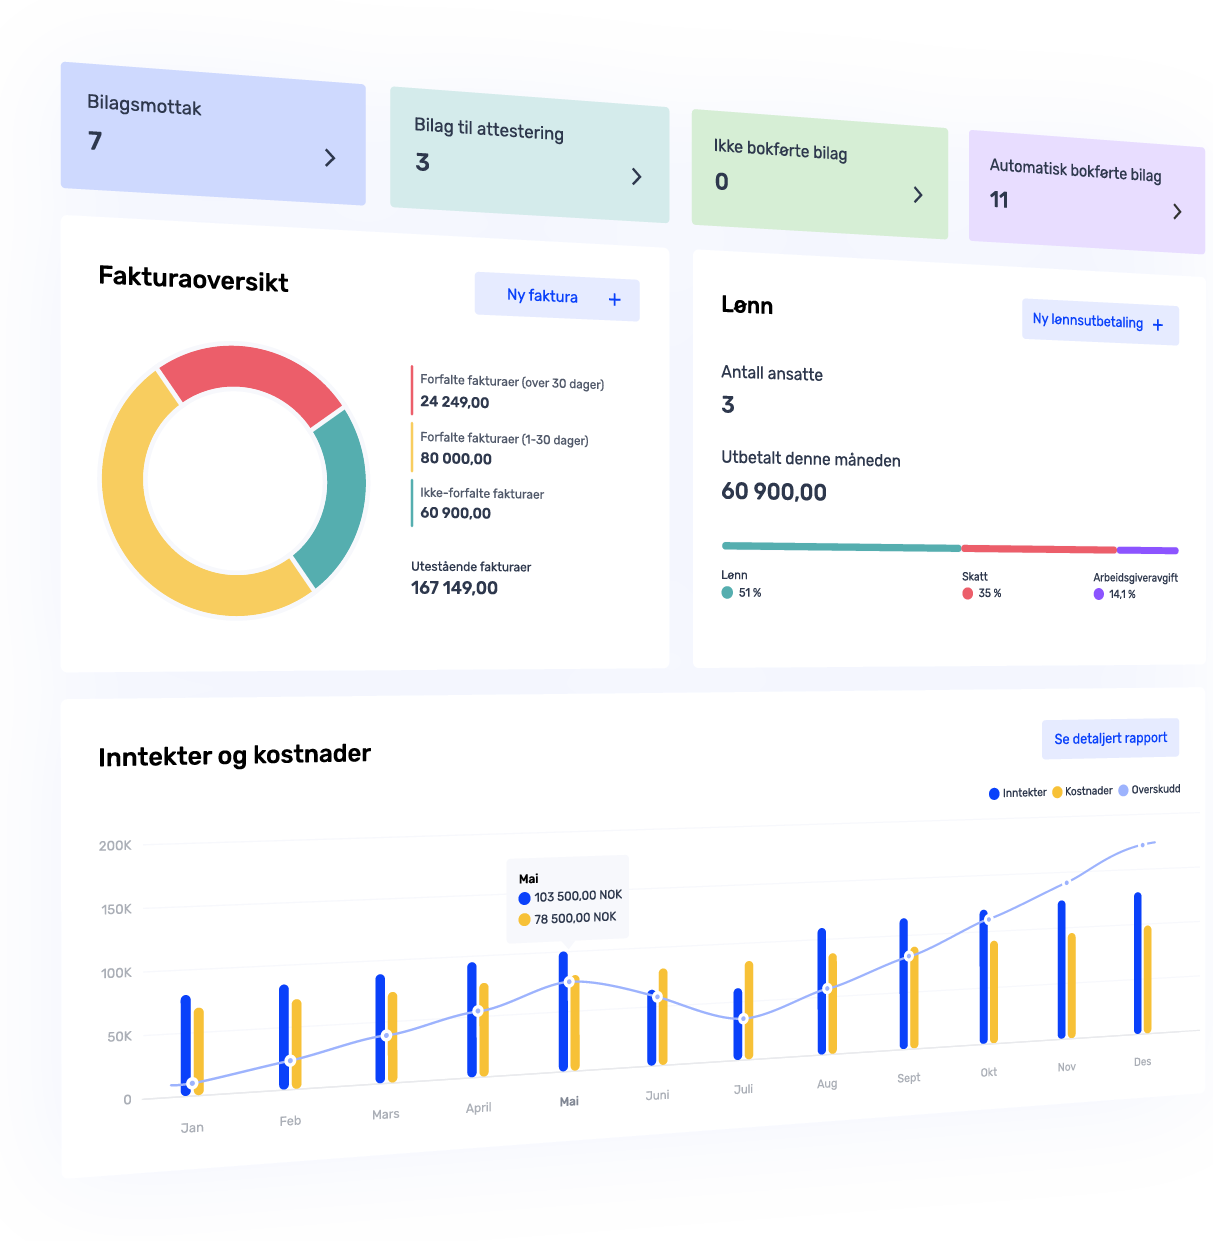 Bilagsmottak
7
Bilag til attestering
3
Ikke bokførte bilag
0
Automatisk bokførte bilag
11
Fakturaoversikt
Ny faktura +
Forfalte fakturaer (over 30 dager)
24 249,00
Forfalte fakturaer (1-30 dager)
80 000,00
Ikke-forfalte fakturaer
60 900,00
Utestående fakturaer
167 149,00
Lønn
Ny lønnsutbetaling +
Antall ansatte
3
Utbetalt denne måneden
60 900,00
Lønn
51 %
Skatt
35 %
Arbeidsgiveravgift
14,1 %
Inntekter og kostnader
Se detaljert rapport
Inntekter Kostnader Overskudd
200K
150K
100K
50K
0
Mai
103 500,00 NOK
78 500,00 NOK
Jan Feb Mars April Mai Juni Juli Aug Sept Okt Nov Des